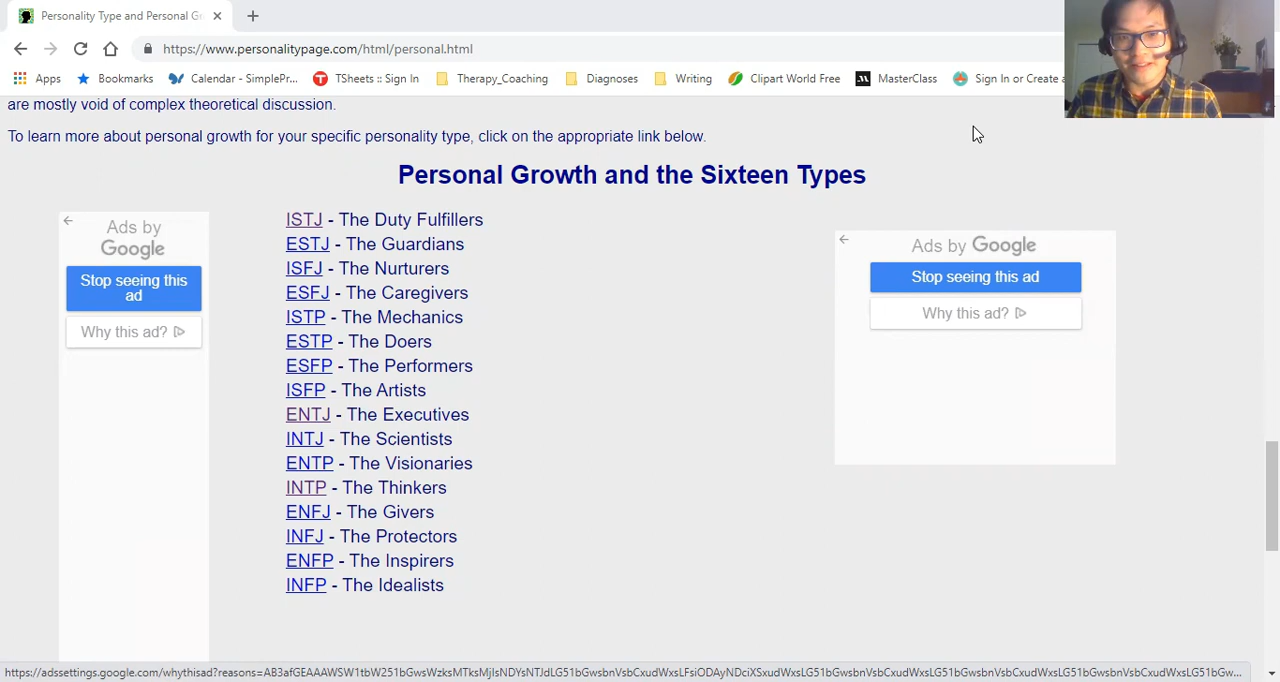 Personality Type and Personal Gr
https://www.personalitypage.com/html/personal.html
Apps Bookmarks Calendar - SimplePr... TSheets :: Sign In Therapy_Coaching Diagnoses Writing Clipart World Free MasterClass Sign In or Create a
are mostly void of complex theoretical discussion.
To learn more about personal growth for your specific personality type, click on the appropriate link below.
Personal Growth and the Sixteen Types
Ads by
Google
Stop seeing this
ad
Why this ad?
ISTJ - The Duty Fulfillers
ESTJ - The Guardians
ISFJ - The Nurturers
ESFJ - The Caregivers
ISTP - The Mechanics
ESTP - The Doers
ESFP - The Performers
ISFP - The Artists
ENTJ - The Executives
INTJ - The Scientists
ENTP - The Visionaries
INTP - The Thinkers
ENFJ - The Givers
INFJ - The Protectors
ENFP - The Inspirers
INFP - The Idealists
Ads by Google
Stop seeing this ad
Why this ad?